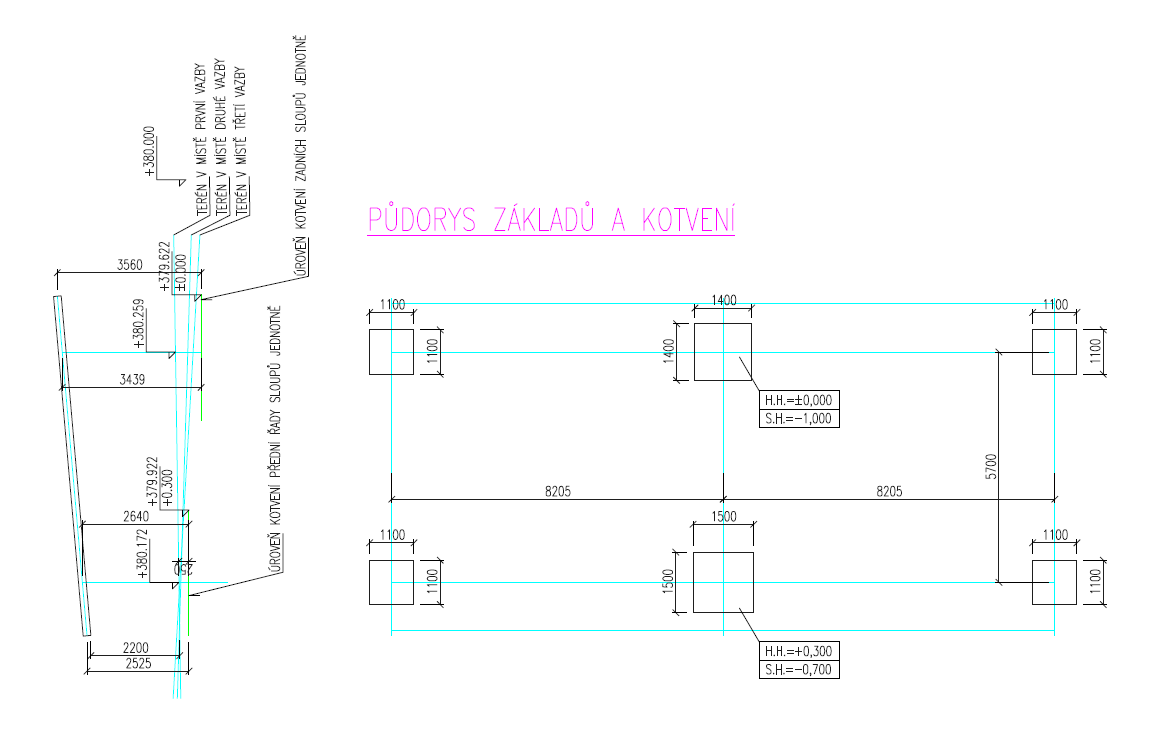 ÚROVEŇ KOTVENÍ ZADNÍCH SLOUPŮ JEDNOTNĚ
TERÉN V MÍSTĚ PRVNÍ VAZBY
TERÉN V MÍSTĚ DRUHÉ VAZBY
TERÉN V MÍSTĚ TŘETÍ VAZBY
+380.000
PŮDORYS ZÁKLADŮ A KOTVENÍ
3560
+379.622
±0.000
+380.259
3439
ÚROVEŇ KOTVENÍ PŘEDNÍ ŘADY SLOUPŮ JEDNOTNĚ
+379.922
+0.300
2640
+380.172
2200
2525
1100
1400
1100
1100
1400
1100
H.H.=±0,000
S.H.=-1,000
5700
8205
8205
1100
1500
1100
1100
1500
1100
H.H.=+0,300
S.H.=-0,700